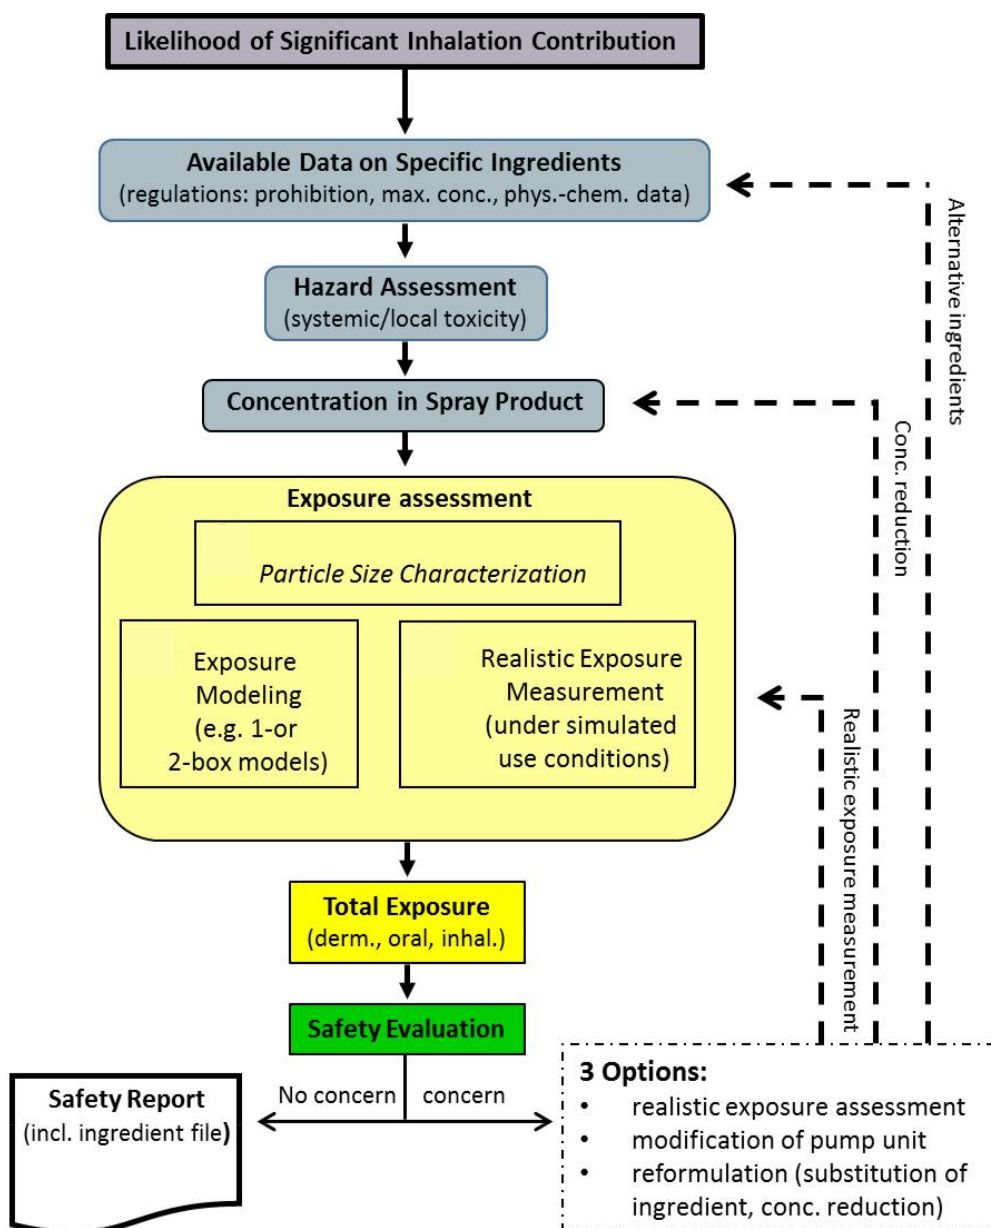 Likelihood of Significant Inhalation Contribution
Available Data on Specific Ingredients
(regulations: prohibition, max. conc., phys.-chem. data)
Hazard Assessment
(systemic/local toxicity)
Concentration in Spray Product
Exposure assessment
Particle Size Characterization
Exposure
Modeling
(e.g. 1-or
2-box models)
Realistic Exposure
Measurement
(under simulated
use conditions)
Total Exposure
(derm., oral, inhal.)
Safety Evaluation
No concern
concern
Safety Report
(incl. ingredient file)
3 Options:
• realistic exposure assessment
• modification of pump unit
• reformulation (substitution of
ingredient, conc. reduction)
Realistic exposure measurement
Conc. reduction
Alternative ingredients